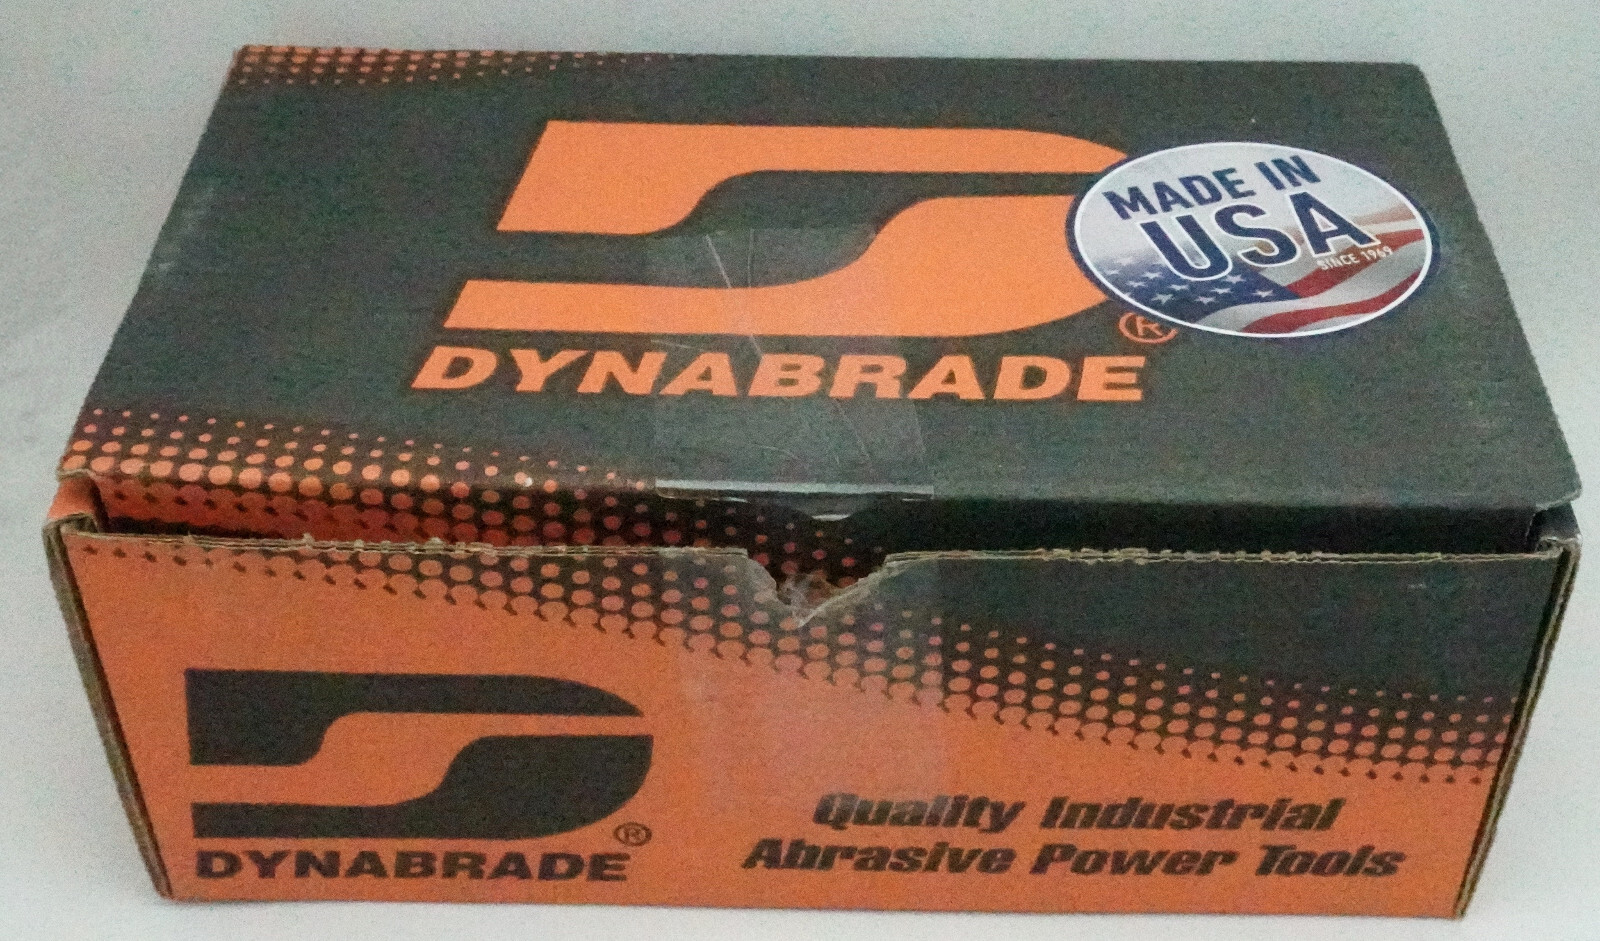 MADE IN
USA
SINCE 1969
®
DYNABRADE
®
DYNABRADE
Quality Industrial
Abrasive Power Tools